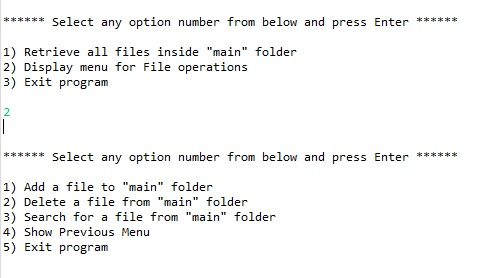 ****** Select any option number from below and press Enter ******
1) Retrieve all files inside "main" folder
2) Display menu for File operations
3) Exit program
2
****** Select any option number from below and press Enter ******
1) Add a file to "main" folder
2) Delete a file from "main" folder
3) Search for a file from "main" folder
4) Show Previous Menu
5) Exit program